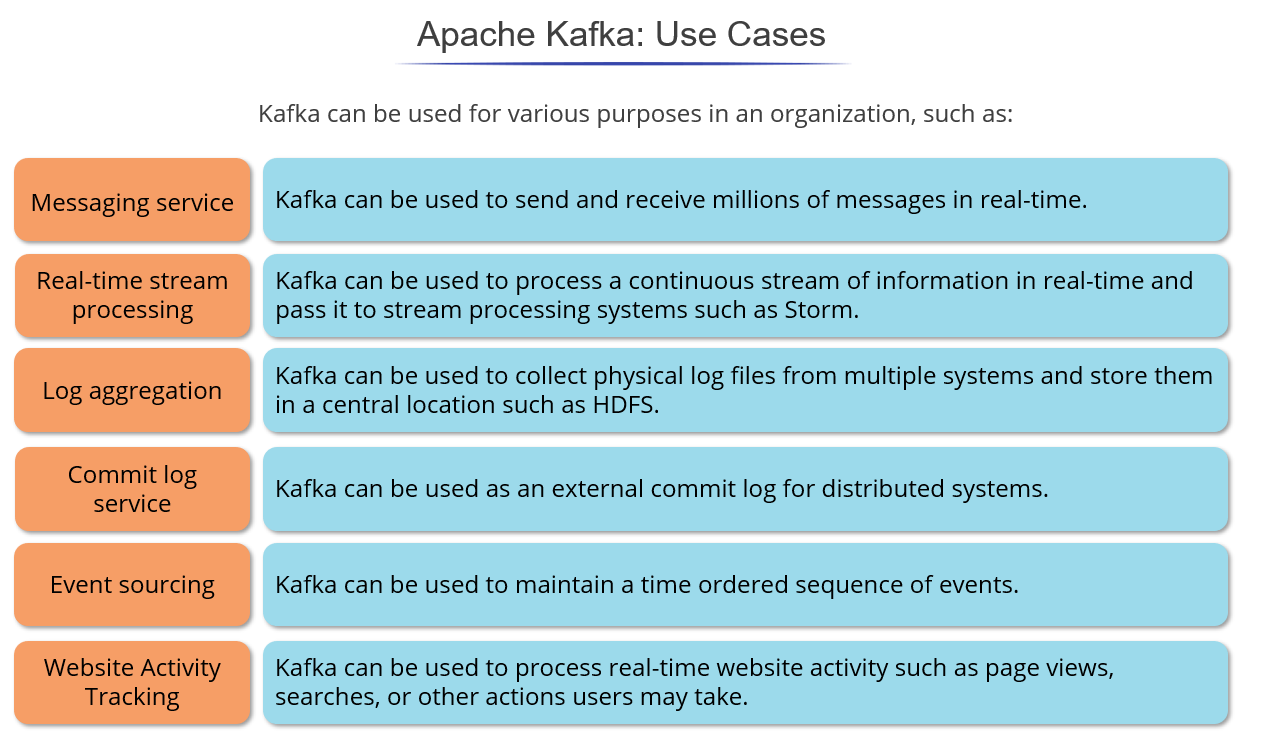 Apache Kafka: Use Cases
Kafka can be used for various purposes in an organization, such as:
Messaging service
Kafka can be used to send and receive millions of messages in real-time.
Real-time stream
processing
Kafka can be used to process a continuous stream of information in real-time and
pass it to stream processing systems such as Storm.
Log aggregation
Kafka can be used to collect physical log files from multiple systems and store them
in a central location such as HDFS.
Commit log
service
Kafka can be used as an external commit log for distributed systems.
Event sourcing
Kafka can be used to maintain a time ordered sequence of events.
Website Activity
Tracking
Kafka can be used to process real-time website activity such as page views,
searches, or other actions users may take.